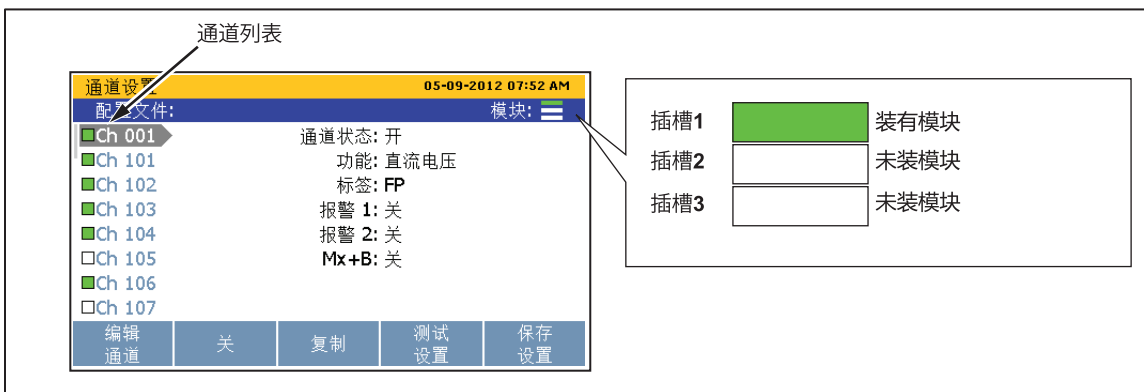 通道列表
通道设置 05-09-2012 07:52 AM
配置文件: 模块:
Ch 001
Ch 101
Ch 102
Ch 103
Ch 104
Ch 105
Ch 106
Ch 107
通道状态: 开
功能: 直流电压
标签: FP
报警 1: 关
报警 2: 关
Mx+B: 关
编辑通道
关
复制
测试设置
保存设置
插槽1 装有模块
插槽2 未装模块
插槽3 未装模块